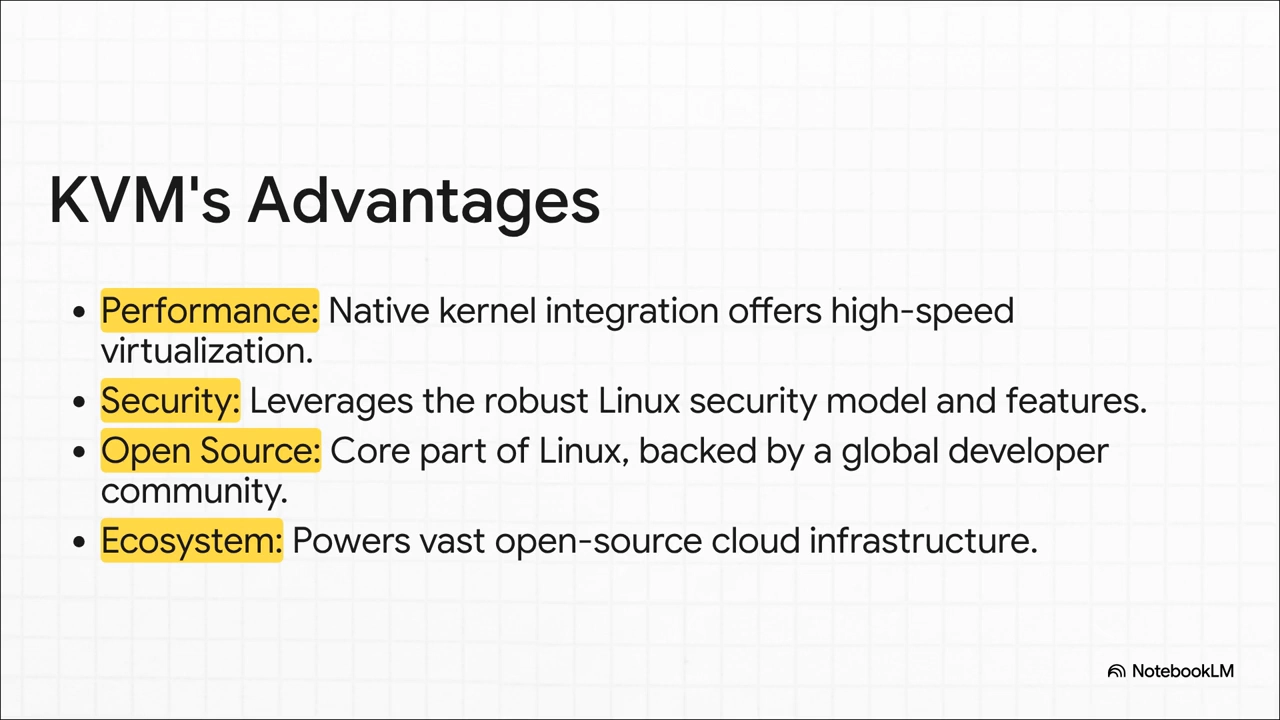 KVM's Advantages
• Performance: Native kernel integration offers high-speed
virtualization.
• Security: Leverages the robust Linux security model and features.
• Open Source: Core part of Linux, backed by a global developer
community.
• Ecosystem: Powers vast open-source cloud infrastructure.
NotebookLM